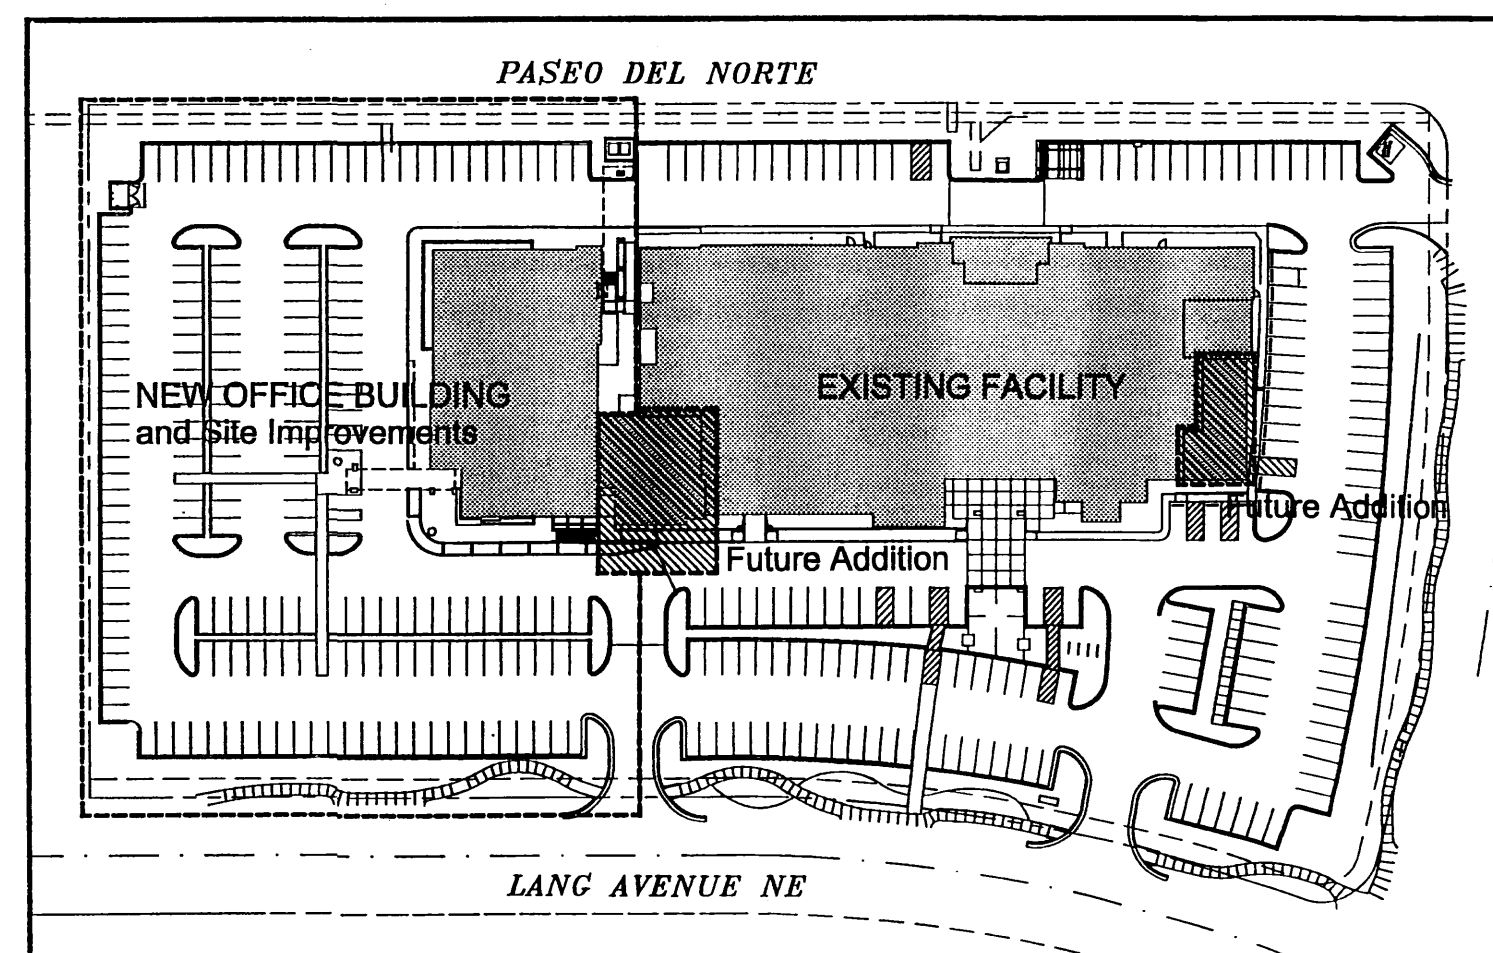 PASEO DEL NORTE
NEW OFFICE BUILDING
and Site Improvements
EXISTING FACILITY
Future Addition
Future Addition
LANG AVENUE NE